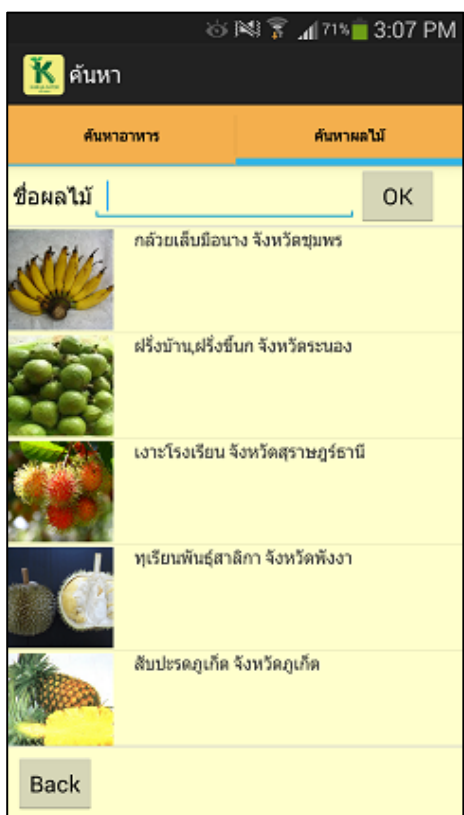 71% 3:07 PM
ค้นหา
ค้นหาอาหาร ค้นหาผลไม้
ชื่อผลไม้ OK
กล้วยเล็บมือนาง จังหวัดชุมพร
ฝรั่งบ้าน,ฝรั่งขี้นก จังหวัดระนอง
เงาะโรงเรียน จังหวัดสุราษฎร์ธานี
ทุเรียนพันธุ์สาลิกา จังหวัดพังงา
สับปะรดภูเก็ต จังหวัดภูเก็ต
Back